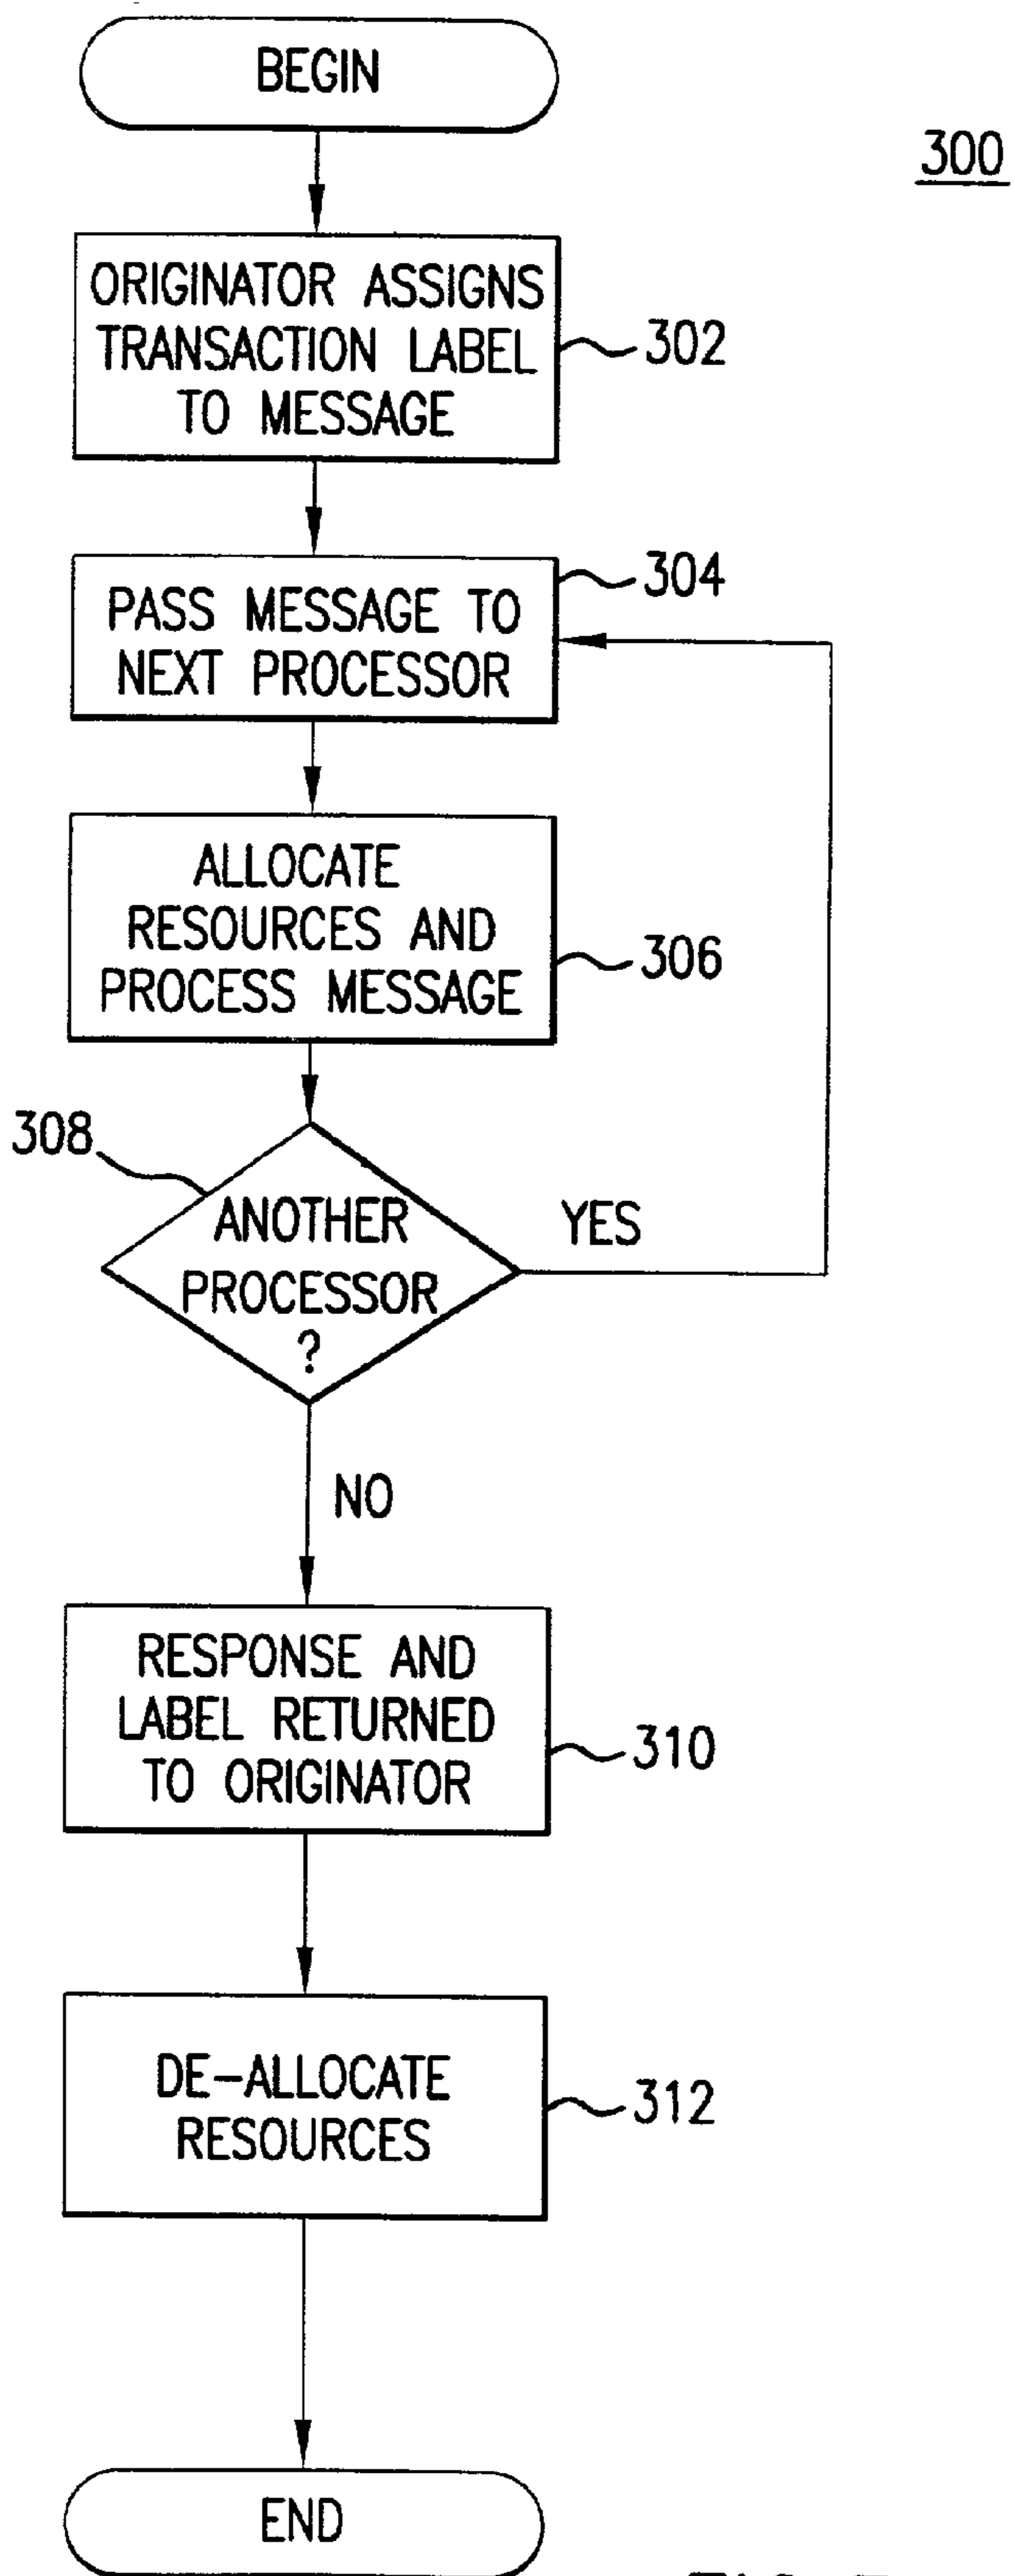 BEGIN
300
ORIGINATOR ASSIGNS
TRANSACTION LABEL
TO MESSAGE
302
304
PASS MESSAGE TO
NEXT PROCESSOR
ALLOCATE
RESOURCES AND
PROCESS MESSAGE
306
308
ANOTHER
PROCESSOR
?
YES
NO
RESPONSE AND
LABEL RETURNED
TO ORIGINATOR
310
DE-ALLOCATE
RESOURCES
312
END